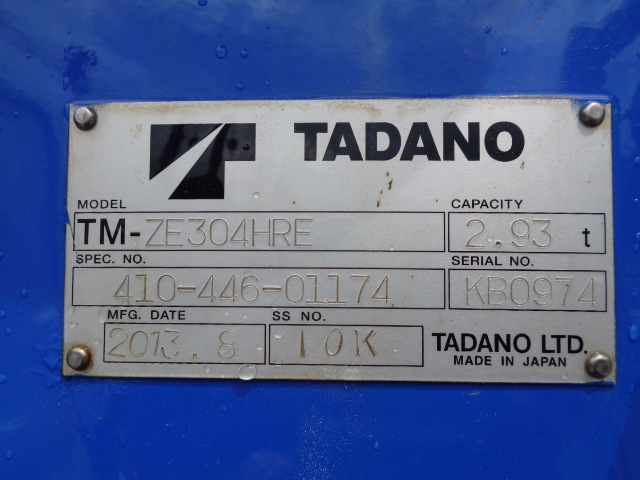 TADANO
MODEL
TM-ZE304HRE
CAPACITY
2.93 t
SPEC. NO.
410-446-01174
SERIAL NO.
KB0974
MFG. DATE
2013.8
SS NO.
10K
TADANO LTD.
MADE IN JAPAN